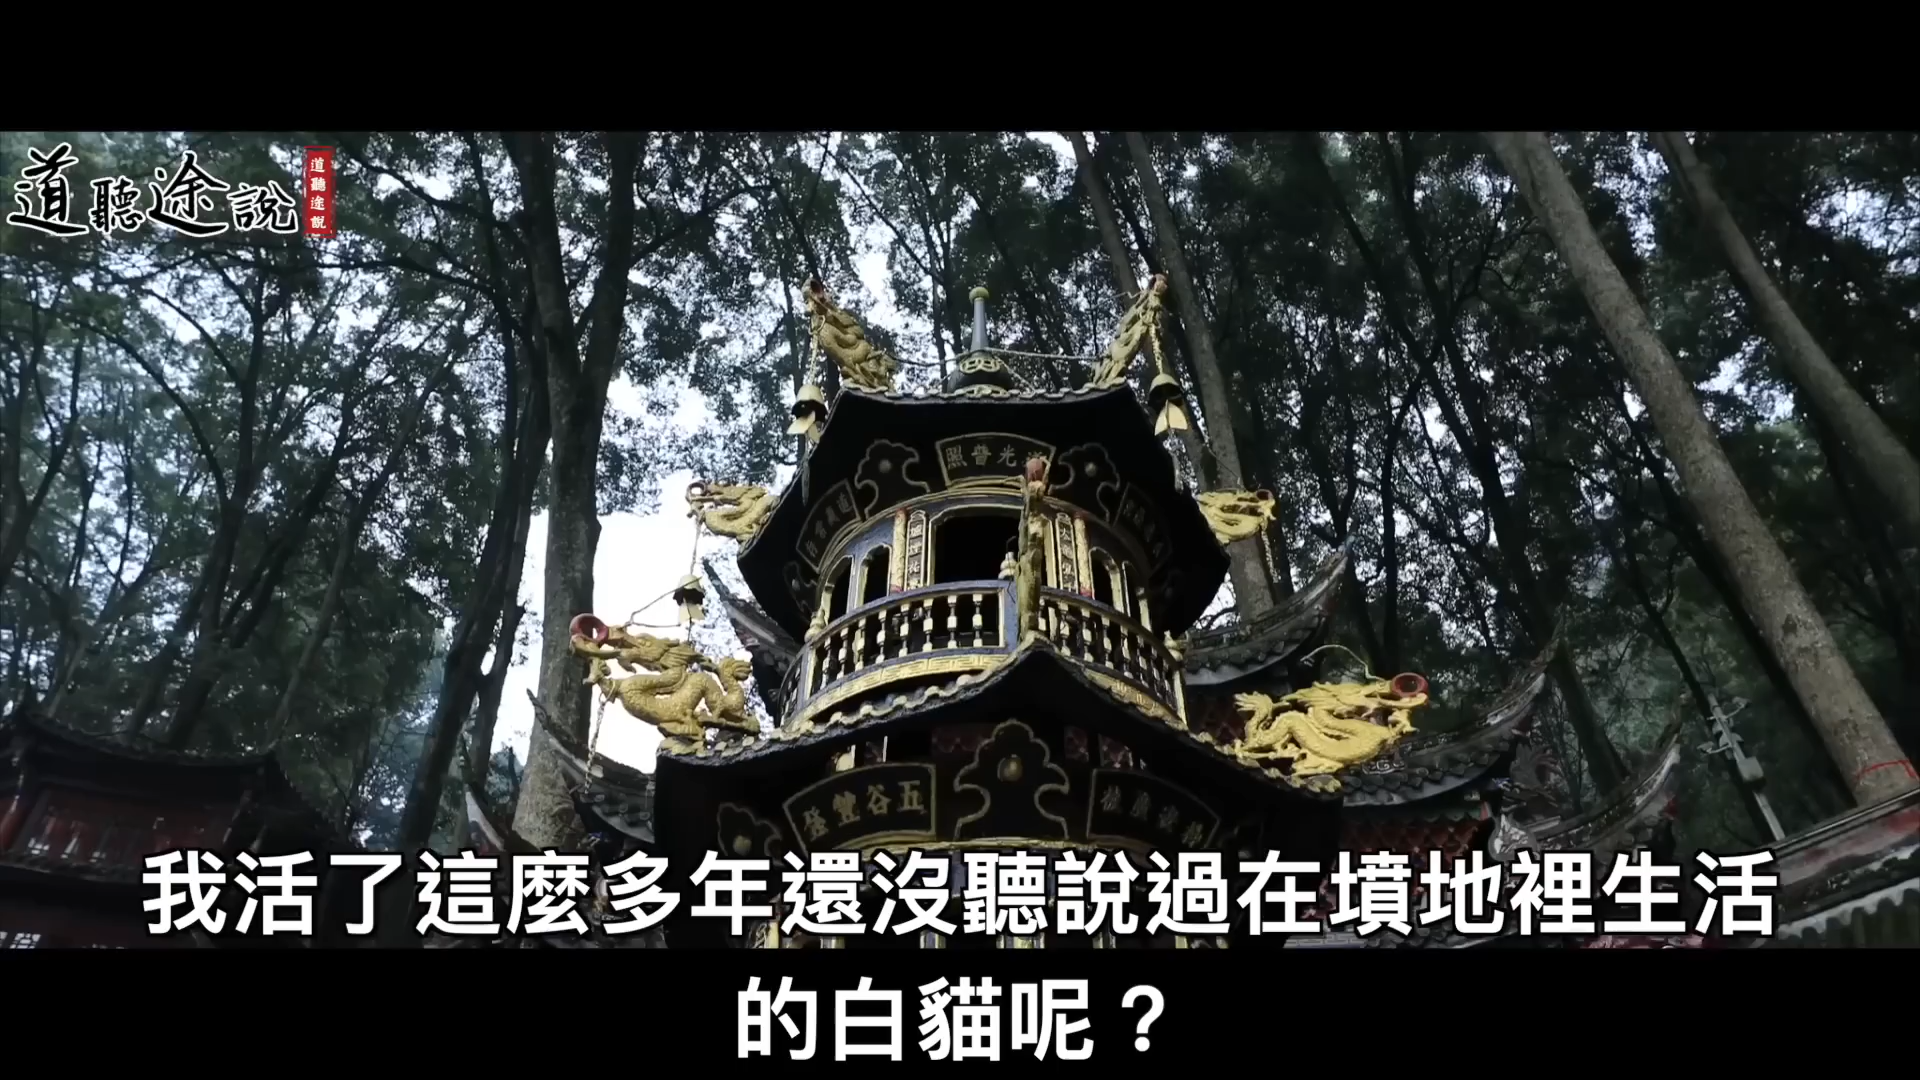 道聽途說
道聽途說
照普光
五谷豐登
我活了這麼多年還沒聽說過在墳地裡生活
的白貓呢？